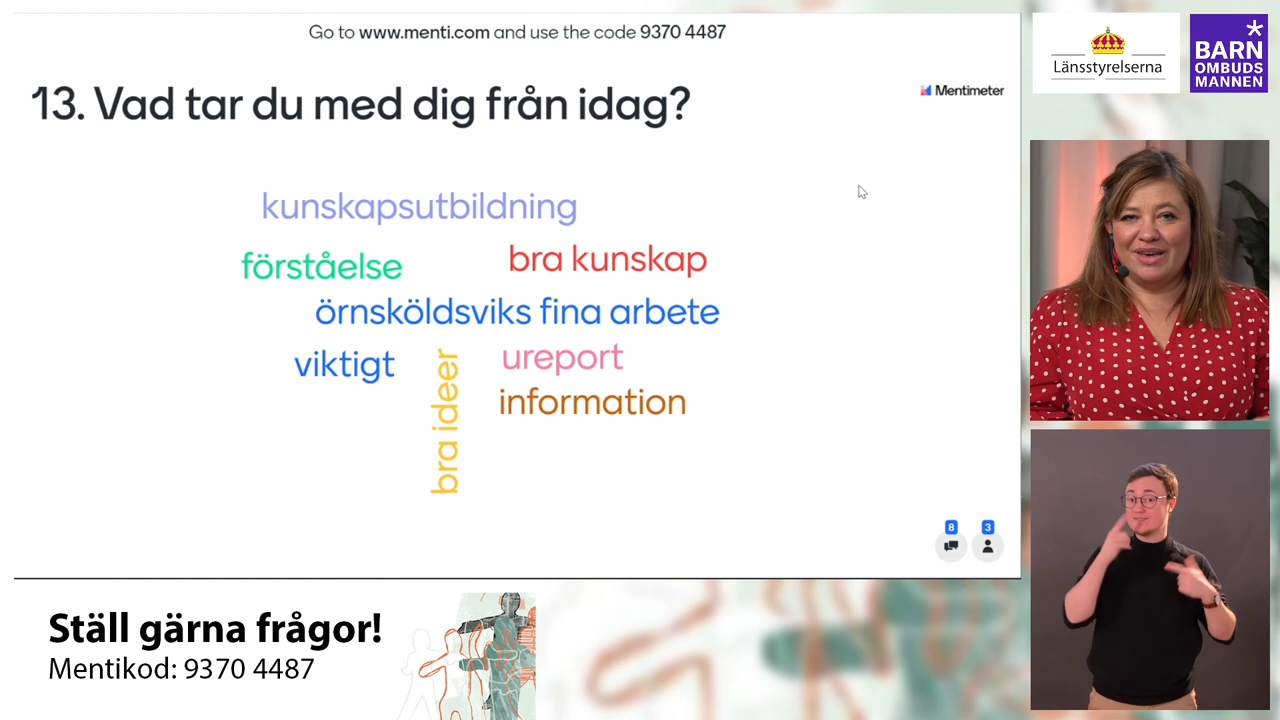 Go to www.menti.com and use the code 9370 4487
13. Vad tar du med dig från idag?
Mentimeter
kunskapsutbildning
förståelse
bra kunskap
örnsköldsviks fina arbete
viktigt
bra ideer
ureport
information
8
3
Länsstyrelserna
BARN
OMBUDS
MANNEN
Ställ gärna frågor!
Mentikod: 9370 4487